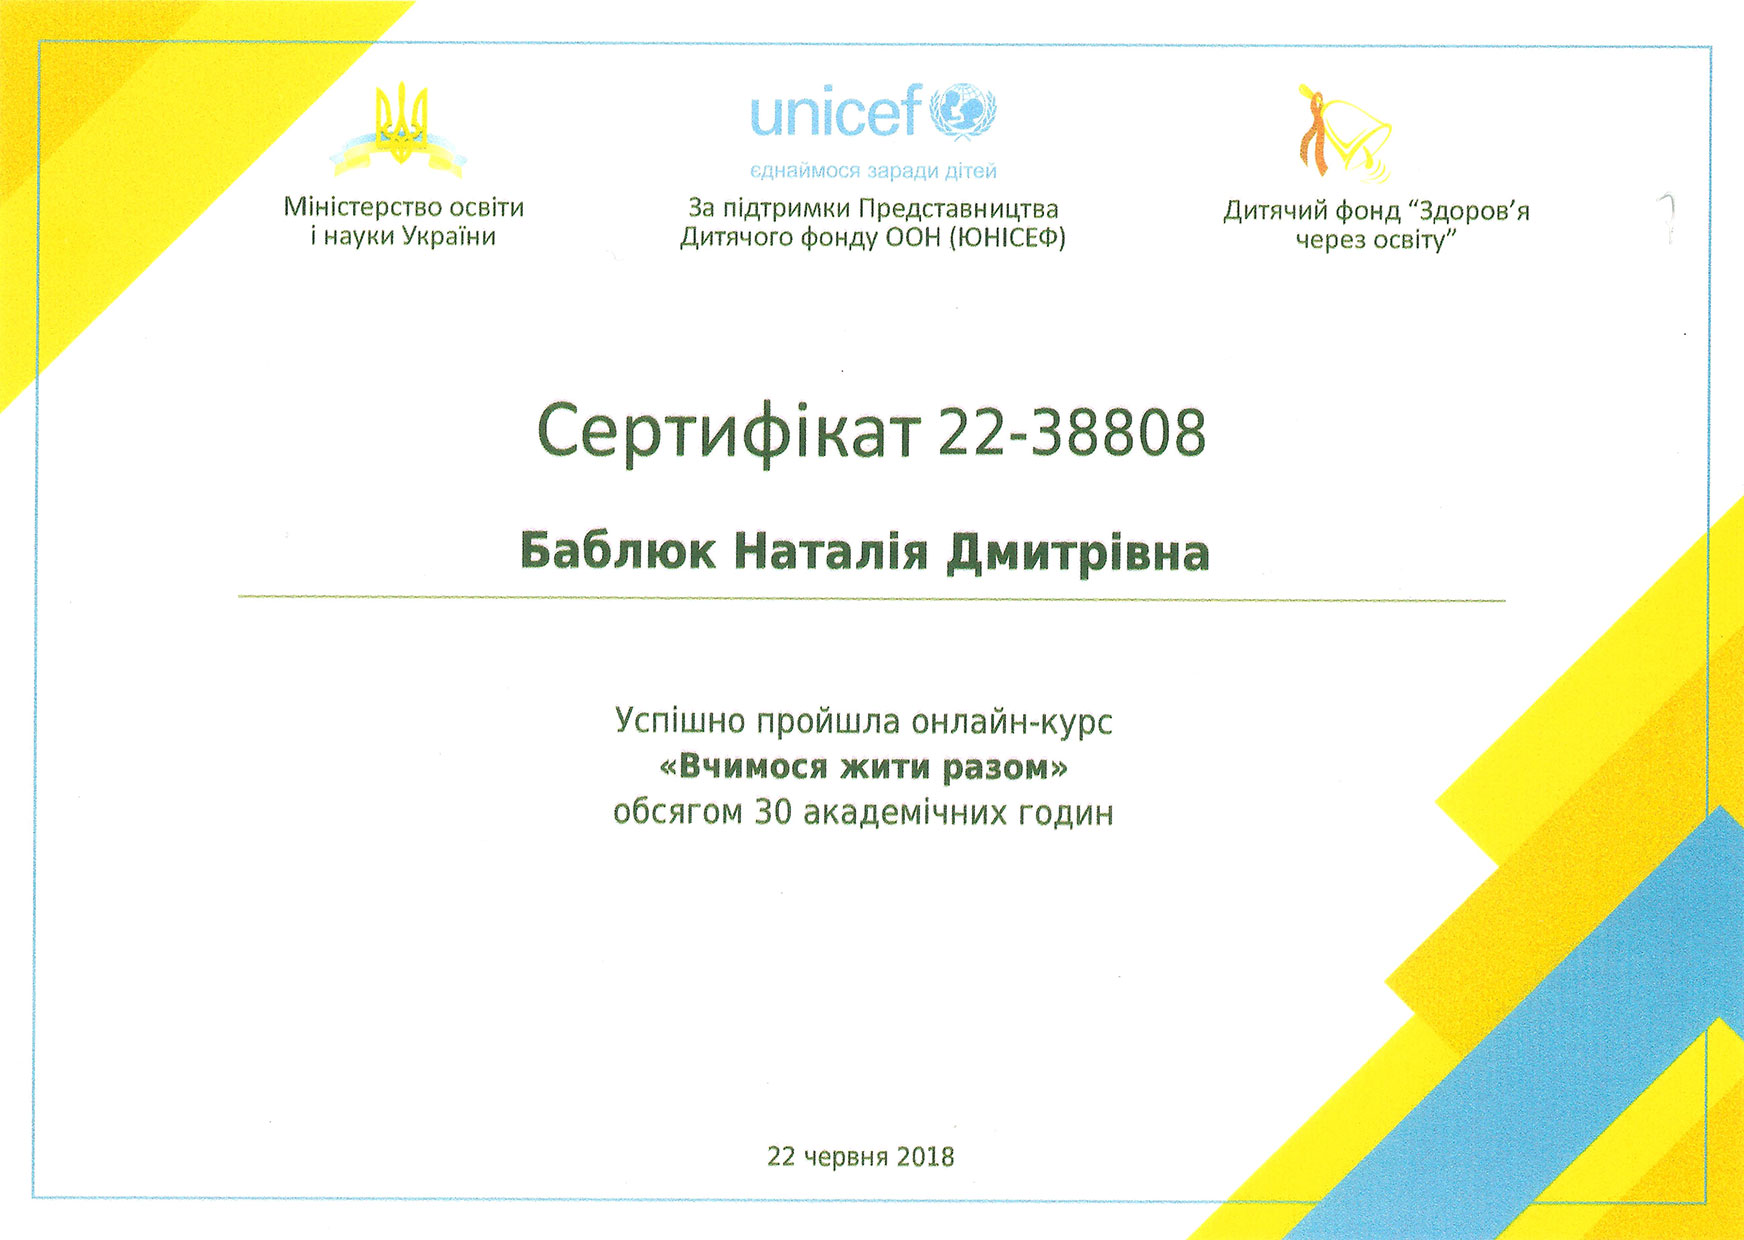 Міністерство освіти
і науки України
unicef
єднаймося заради дітей
За підтримки Представництва
Дитячого фонду ООН (ЮНІСЕФ)
Дитячий фонд “Здоров’я
через освіту”
Сертифікат 22-38808
Баблюк Наталія Дмитрівна
Успішно пройшла онлайн-курс
«Вчимося жити разом»
обсягом 30 академічних годин
22 червня 2018